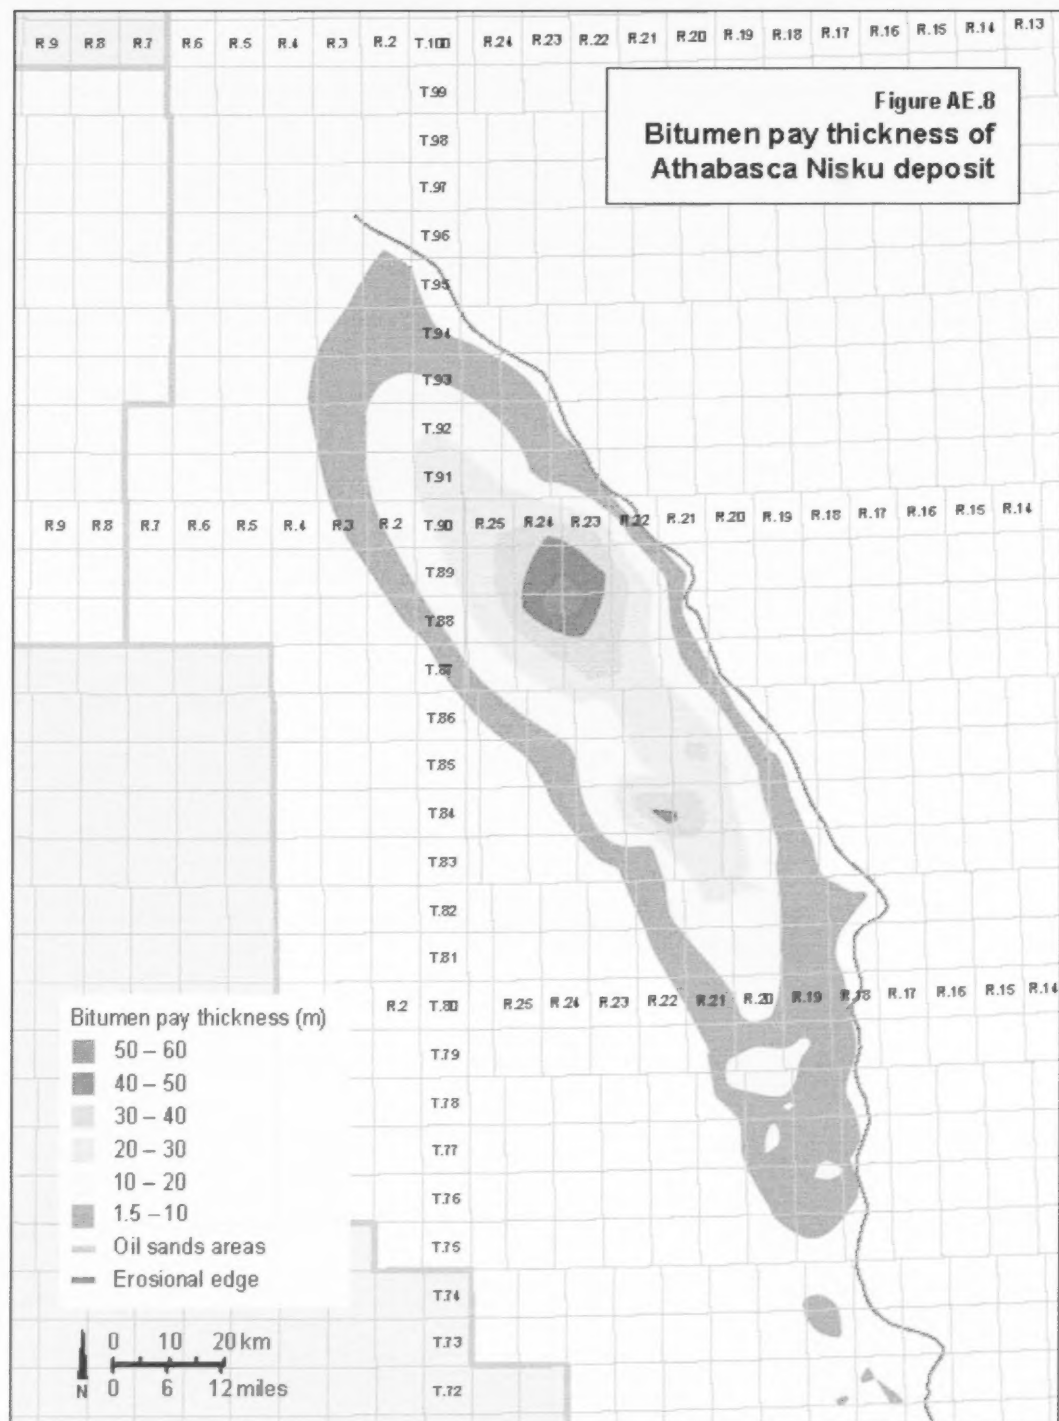 R.9 R.8 R.7 R.6 R.5 R.4 R.3 R.2 T.100 R.24 R.23 R.22 R.21 R.20 R.19 R.18 R.17 R.16 R.15 R.14 R.13
T.99
Figure AE.8
Bitumen pay thickness of
Athabasca Nisku deposit
T.98
T.97
T.96
T.95
T.94
T.93
T.92
T.91
R.9 R.8 R.7 R.6 R.5 R.4 R.3 R.2 T.90 R.25 R.24 R.23 R.22 R.21 R.20 R.19 R.18 R.17 R.16 R.15 R.14
T.89
T.88
T.87
T.86
T.85
T.84
T.83
T.82
T.81
R.2 T.80 R.25 R.24 R.23 R.22 R.21 R.20 R.19 R.18 R.17 R.16 R.15 R.14
T.79
T.78
T.77
T.76
T.75
T.74
T.73
T.72
Bitumen pay thickness (m)
50 – 60
40 – 50
30 – 40
20 – 30
10 – 20
1.5 – 10
Oil sands areas
Erosional edge
0 10 20 km
N 0 6 12 miles